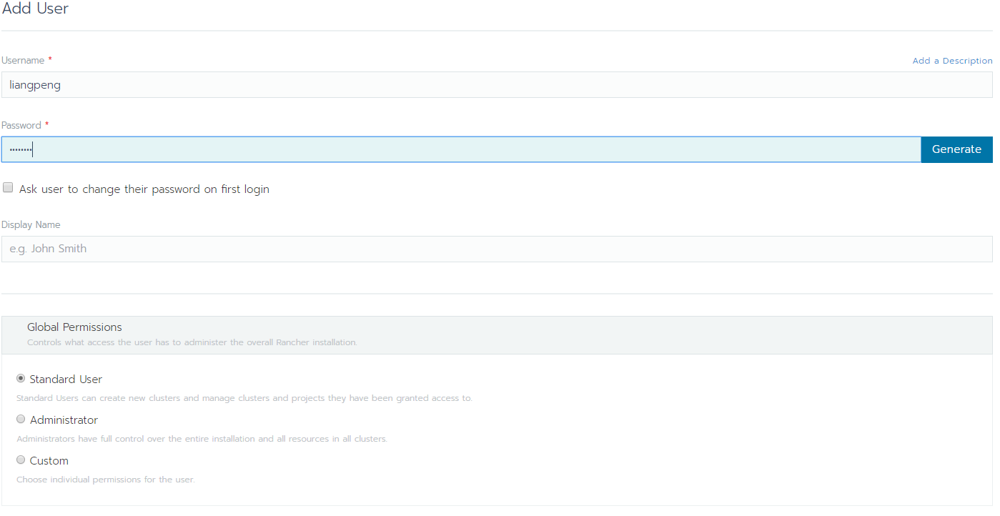 Add User
Username *
Add a Description
liangpeng
Password *
••••••••
Generate
Ask user to change their password on first login
Display Name
e.g. John Smith
Global Permissions
Controls what access the user has to administer the overall Rancher installation.
Standard User
Standard Users can create new clusters and manage clusters and projects they have been granted access to.
Administrator
Administrators have full control over the entire installation and all resources in all clusters.
Custom
Choose individual permissions for the user.